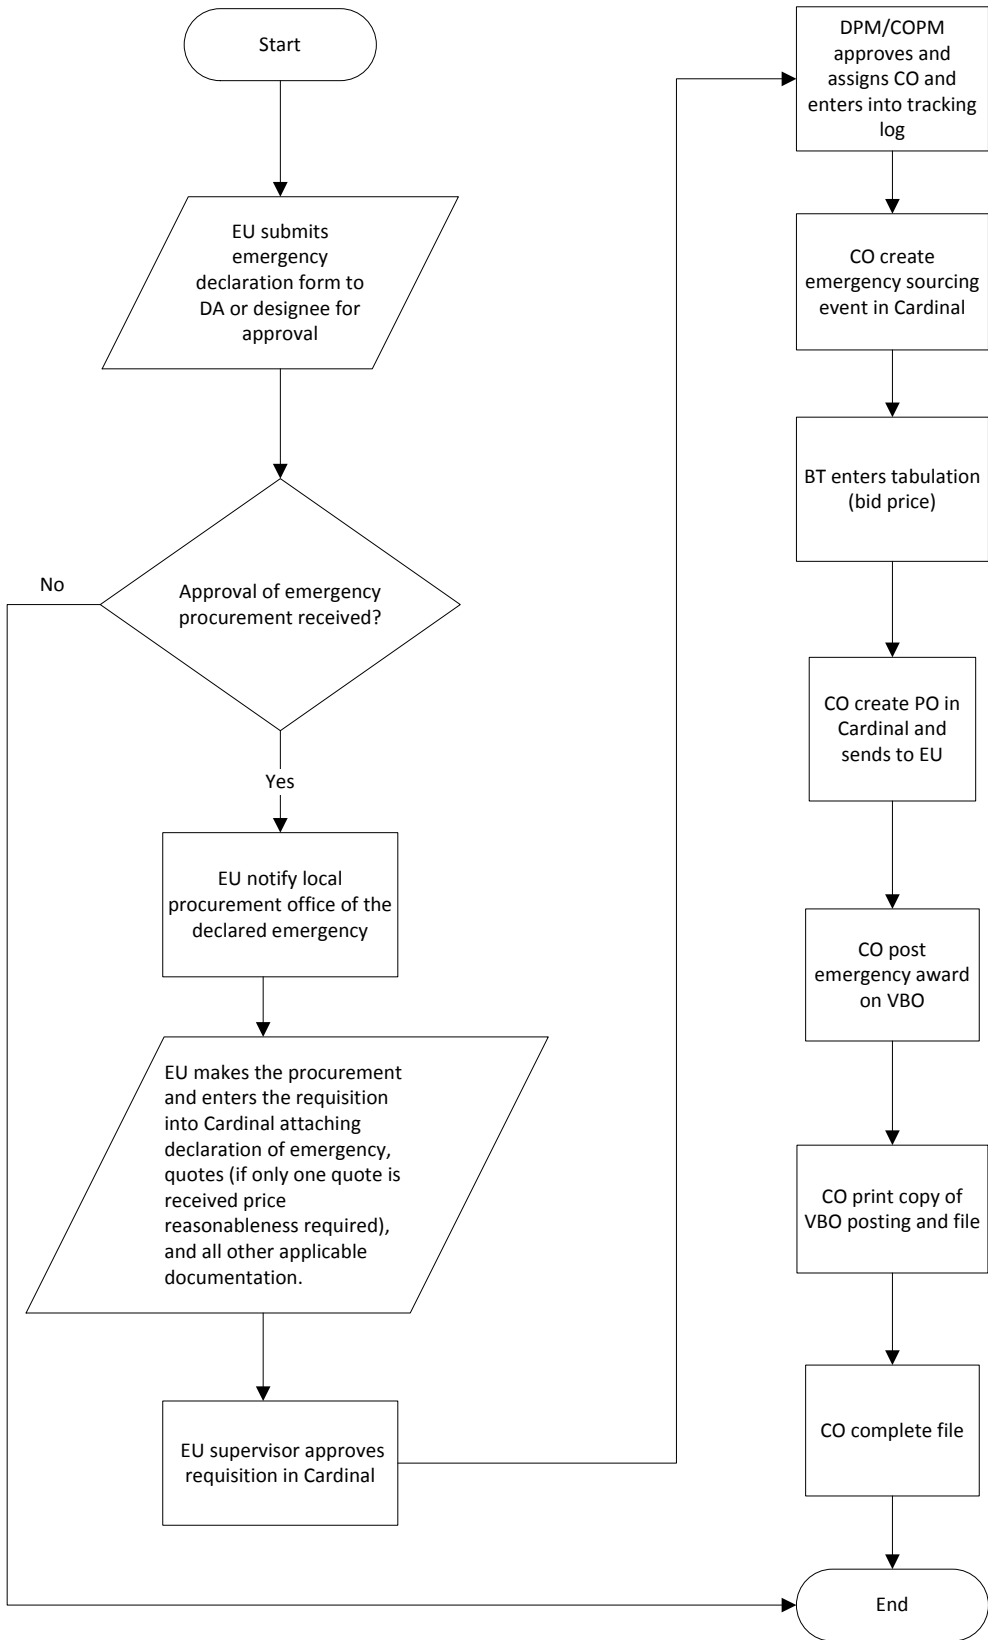 Start
EU submits
emergency
declaration form to
DA or designee for
approval
No
Approval of emergency
procurement received?
Yes
EU notify local
procurement office of the
declared emergency
EU makes the procurement
and enters the requisition
into Cardinal attaching
declaration of emergency,
quotes (if only one quote is
received price
reasonableness required),
and all other applicable
documentation.
EU supervisor approves
requisition in Cardinal
DPM/COPM
approves and
assigns CO and
enters into tracking
log
CO create
emergency sourcing
event in Cardinal
BT enters tabulation
(bid price)
CO create PO in
Cardinal and
sends to EU
CO post
emergency award
on VBO
CO print copy of
VBO posting and file
CO complete file
End